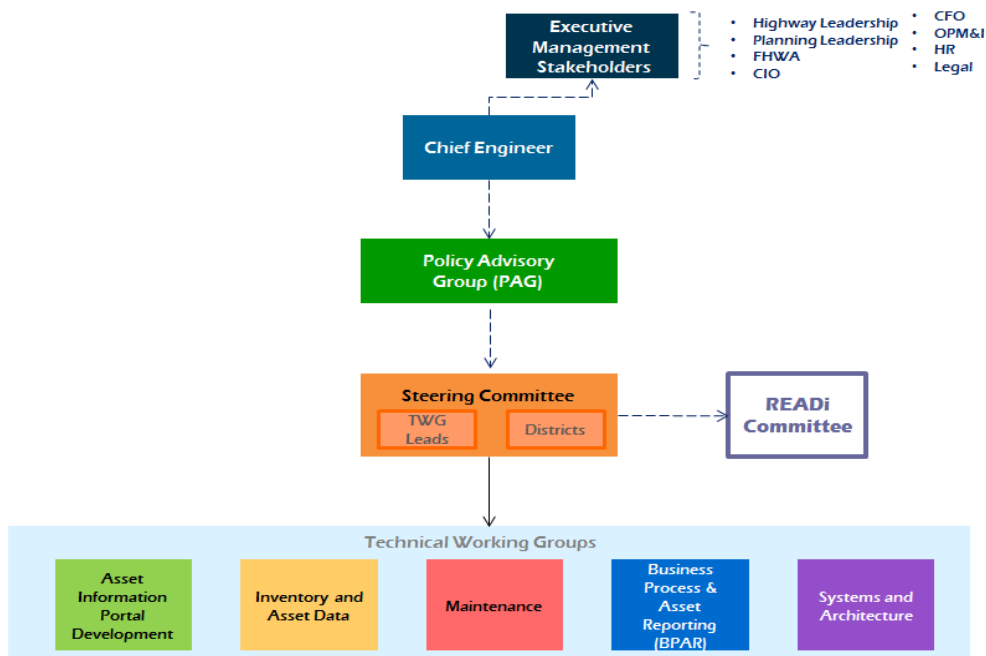 Executive
Management
Stakeholders
• Highway Leadership
• Planning Leadership
• FHWA
• CIO
• CFO
• OPM&I
• HR
• Legal
Chief Engineer
Policy Advisory
Group (PAG)
Steering Committee
TWG
Leads
Districts
READi
Committee
Technical Working Groups
Asset
Information
Portal
Development
Inventory and
Asset Data
Maintenance
Business
Process &
Asset
Reporting
(BPAR)
Systems and
Architecture